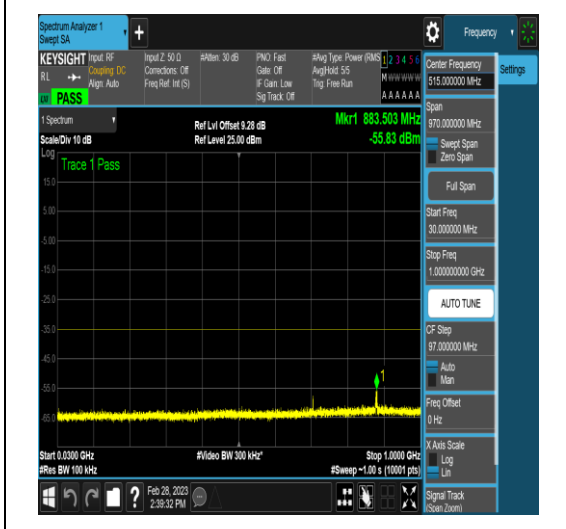 Spectrum Analyzer 1
Swept SA
+
Frequency
KEYSIGHT
Input: RF
Coupling: DC
Align: Auto
Input Z: 50 Ω
Corrections: Off
Freq Ref: Int (S)
#Atten: 30 dB
PNO: Fast
Gate: Off
IF Gain: Low
Sig Track: Off
#Avg Type: Power (RMS
Avg|Hold: 5/5
Trig: Free Run
1 2 3 4 5 6
M W W W W W
A A A A A A
RL
PASS
1 Spectrum
Scale/Div 10 dB
Ref Lvl Offset 9.28 dB
Ref Level 25.00 dBm
Mkr1 883.503 MHz
-55.83 dBm
Log
Trace 1 Pass
15.0
5.00
-5.00
-15.0
-25.0
-35.0
-45.0
-55.0
-65.0
1
Start 0.0300 GHz
#Res BW 100 kHz
#Video BW 300 kHz*
Stop 1.0000 GHz
#Sweep ~1.00 s (10001 pts)
?
Feb 28, 2023
2:39:32 PM
Center Frequency
515.000000 MHz
Settings
Span
970.000000 MHz
Swept Span
Zero Span
Full Span
Start Freq
30.000000 MHz
Stop Freq
1.000000000 GHz
AUTO TUNE
CF Step
97.000000 MHz
Auto
Man
Freq Offset
0 Hz
X Axis Scale
Log
Lin
Signal Track
(Span Zoom)